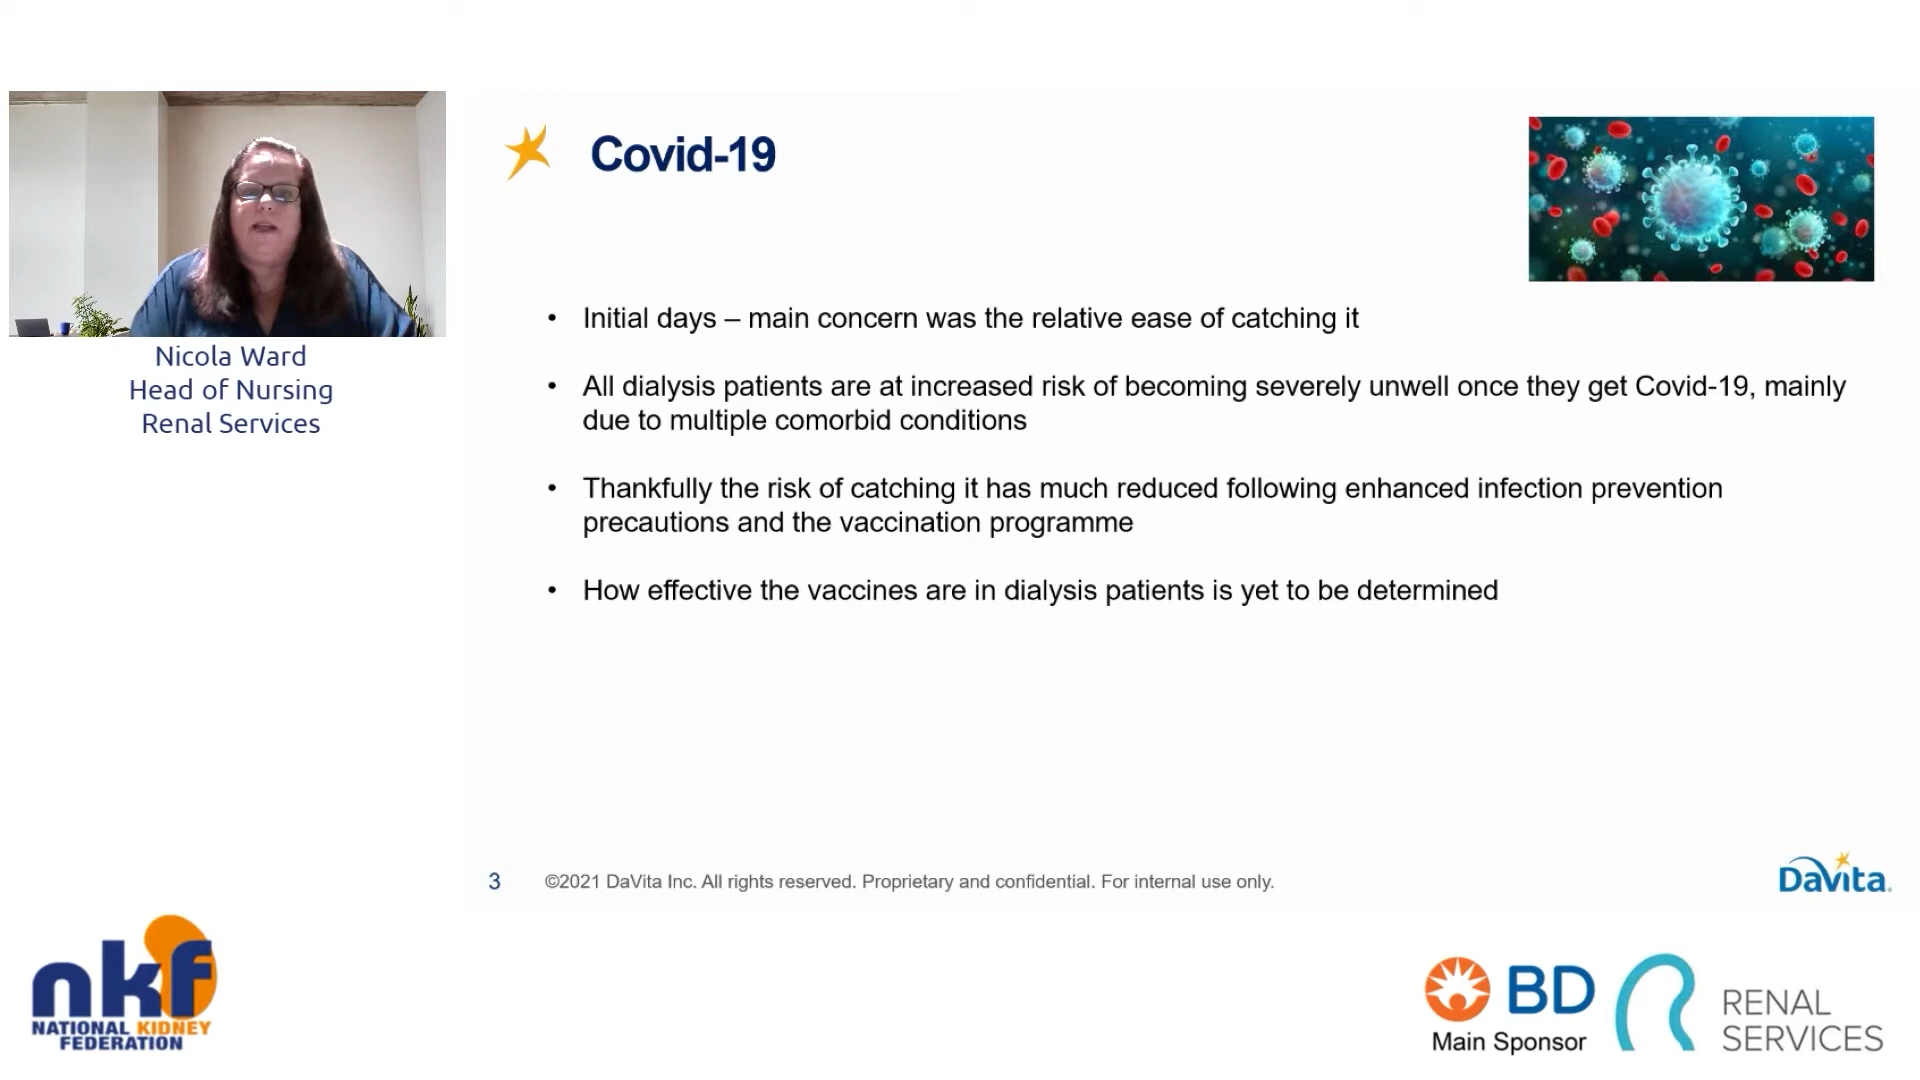 Nicola Ward
Head of Nursing
Renal Services
Covid-19
• Initial days – main concern was the relative ease of catching it
• All dialysis patients are at increased risk of becoming severely unwell once they get Covid-19, mainly
due to multiple comorbid conditions
• Thankfully the risk of catching it has much reduced following enhanced infection prevention
precautions and the vaccination programme
• How effective the vaccines are in dialysis patients is yet to be determined
3 ©2021 DaVita Inc. All rights reserved. Proprietary and confidential. For internal use only.
DaVita.
nkf
NATIONAL KIDNEY
FEDERATION
BD
Main Sponsor
RENAL
SERVICES